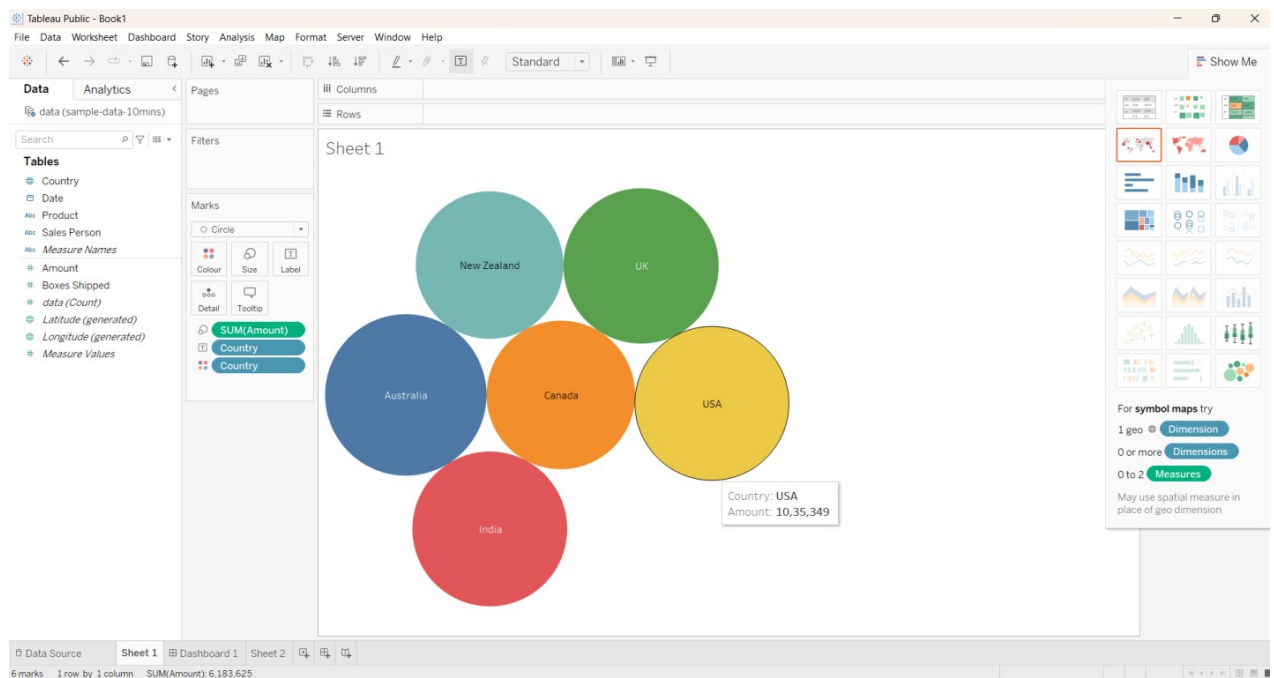 Tableau Public - Book1
File Data Worksheet Dashboard Story Analysis Map Format Server Window Help
Standard
Show Me
Data Analytics
data (sample-data-10mins)
Search
Tables
Country
Date
Abc Product
Abc Sales Person
Abc Measure Names
# Amount
# Boxes Shipped
# data (Count)
Latitude (generated)
Longitude (generated)
# Measure Values
Pages
Filters
Marks
Circle
Colour Size Label
Detail Tooltip
SUM(Amount)
Country
Country
Columns
Rows
Sheet 1
New Zealand
UK
Australia
Canada
USA
India
Country: USA
Amount: 10,35,349
For symbol maps try
1 geo Dimension
0 or more Dimensions
0 to 2 Measures
May use spatial measure in
place of geo dimension
Data Source Sheet 1 Dashboard 1 Sheet 2
6 marks 1 row by 1 column SUM(Amount): 6,183,625